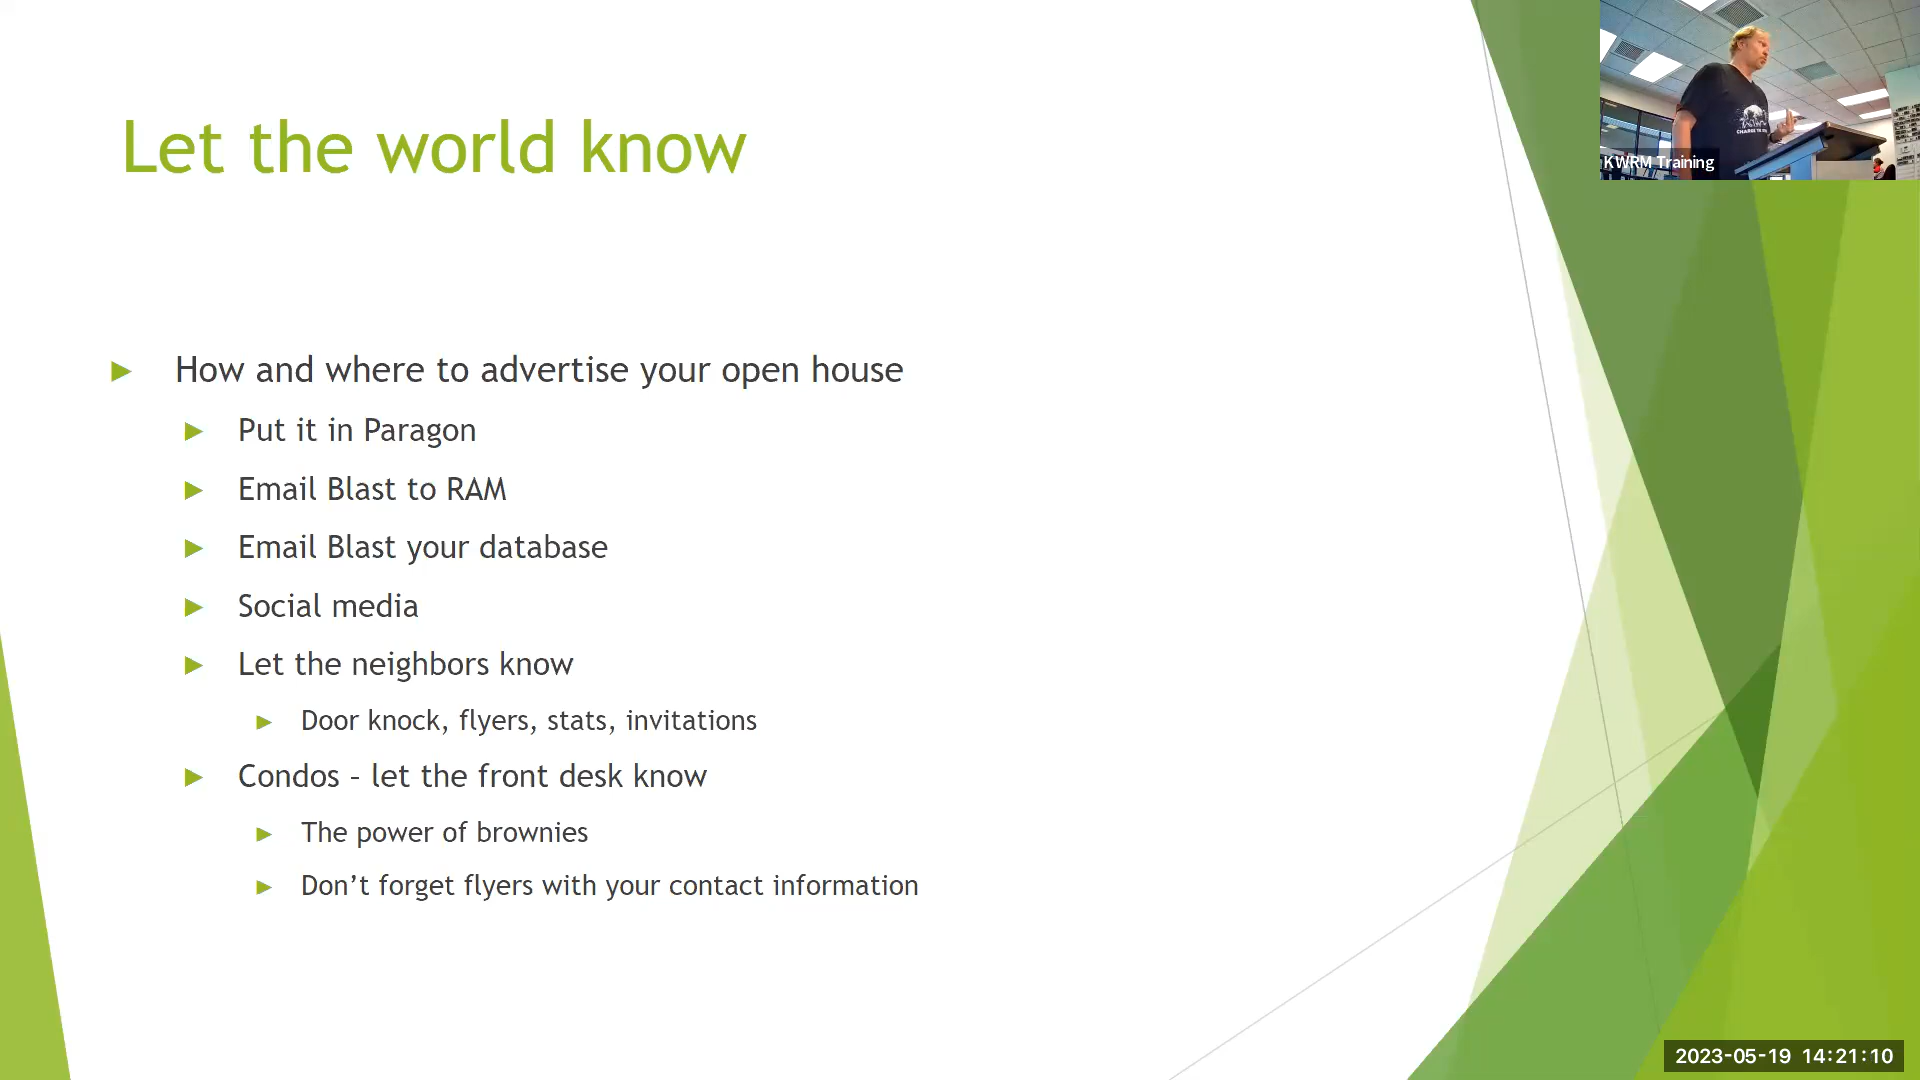 Let the world know
How and where to advertise your open house
Put it in Paragon
Email Blast to RAM
Email Blast your database
Social media
Let the neighbors know
Door knock, flyers, stats, invitations
Condos – let the front desk know
The power of brownies
Don’t forget flyers with your contact information
KWRM Training
2023-05-19 14:21:10